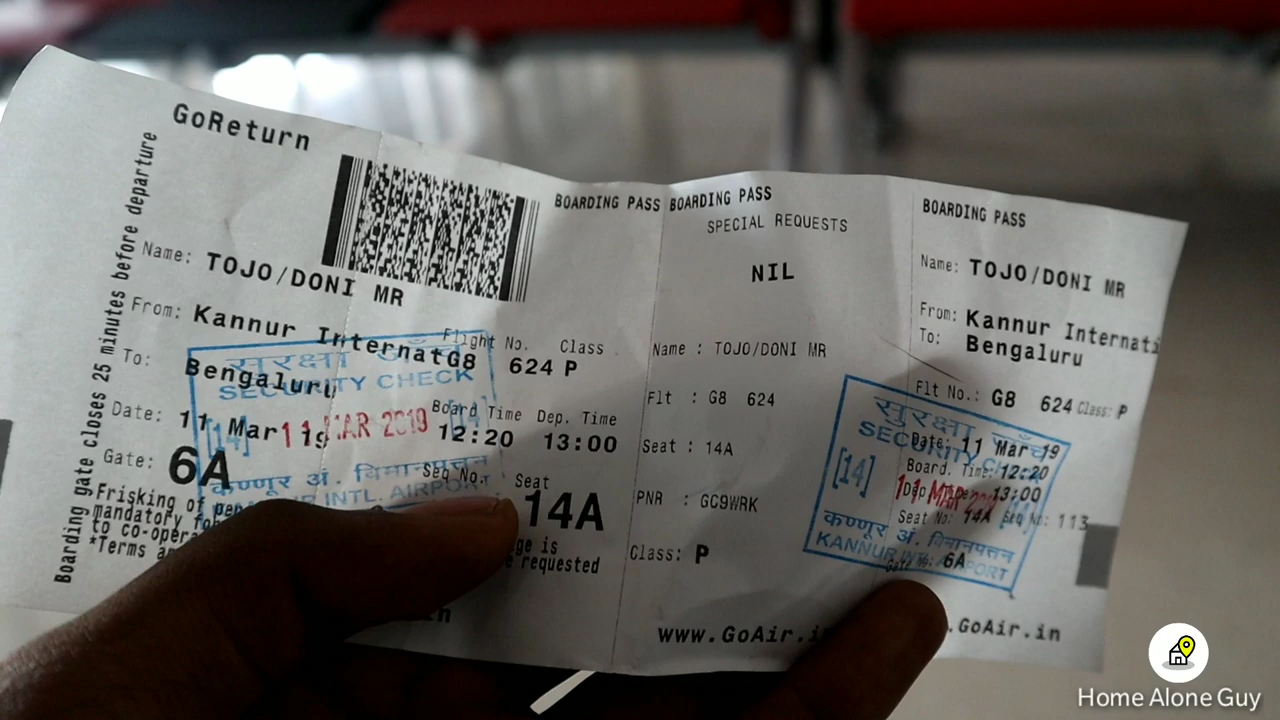 GoReturn
Boarding gate closes 25 minutes before departure
Name: TOJO/DONI MR
From: Kannur Internat
To: Bengaluru
Flight No. Class
G8 624 P
Date: 11 Mar 19
Board Time Dep. Time
12:20 13:00
Gate: 6A
Seq No. Seat
14A
*Frisking of
mandatory
to co-opera
*Terms
ge is
requested
सुरक्षा जाँच
SECURITY CHECK
[14] 11 MAR 2019 [14]
कण्णूर अं. विमानपत्तन
INTL. AIRPORT
BOARDING PASS
BOARDING PASS
SPECIAL REQUESTS
NIL
Name : TOJO/DONI MR
Flt : G8 624
Seat : 14A
PNR : GC9WRK
Class: P
www.GoAir.i
BOARDING PASS
Name: TOJO/DONI MR
From: Kannur Internati
To: Bengaluru
Flt No.: G8 624 Class: P
Date: 11 Mar 19
Board. Time: 12:20
13:00
Seat No: 14A Seq No: 113
Gate No: 6A
सुरक्षा जाँच
SECURITY CH
[14] 11 MAR
कण्णूर अं. विमानपत्तन
KANNUR INTL. AIRPORT
.GoAir.in
Home Alone Guy